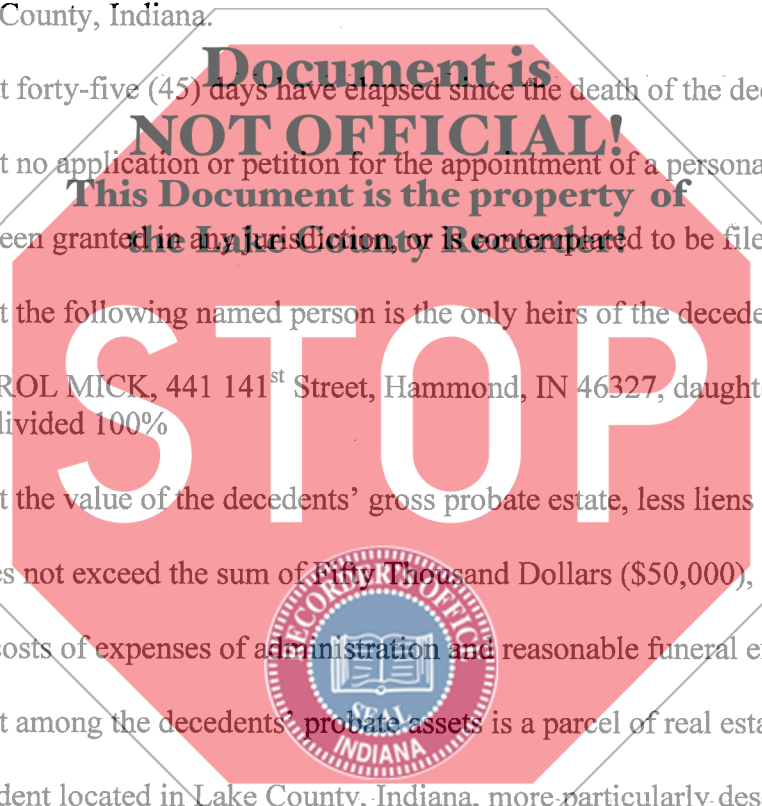 County, Indiana.
Document is
t forty-five (45) days have elapsed since the death of the dec
NOT OFFICIAL!
t no application or petition for the appointment of a persona
This Document is the property of
een granted in any jurisdiction, or is contemplated to be file
the Lake County Recorder!
t the following named person is the only heirs of the decede
STOP
ROL MICK, 441 141st Street, Hammond, IN 46327, daught
divided 100%
t the value of the decedents' gross probate estate, less liens
es not exceed the sum of Fifty Thousand Dollars ($50,000),
costs of expenses of administration and reasonable funeral e
RECORDER'S OFFICE
SEAL
INDIANA
t among the decedents' probate assets is a parcel of real esta
dent located in Lake County, Indiana, more particularly des